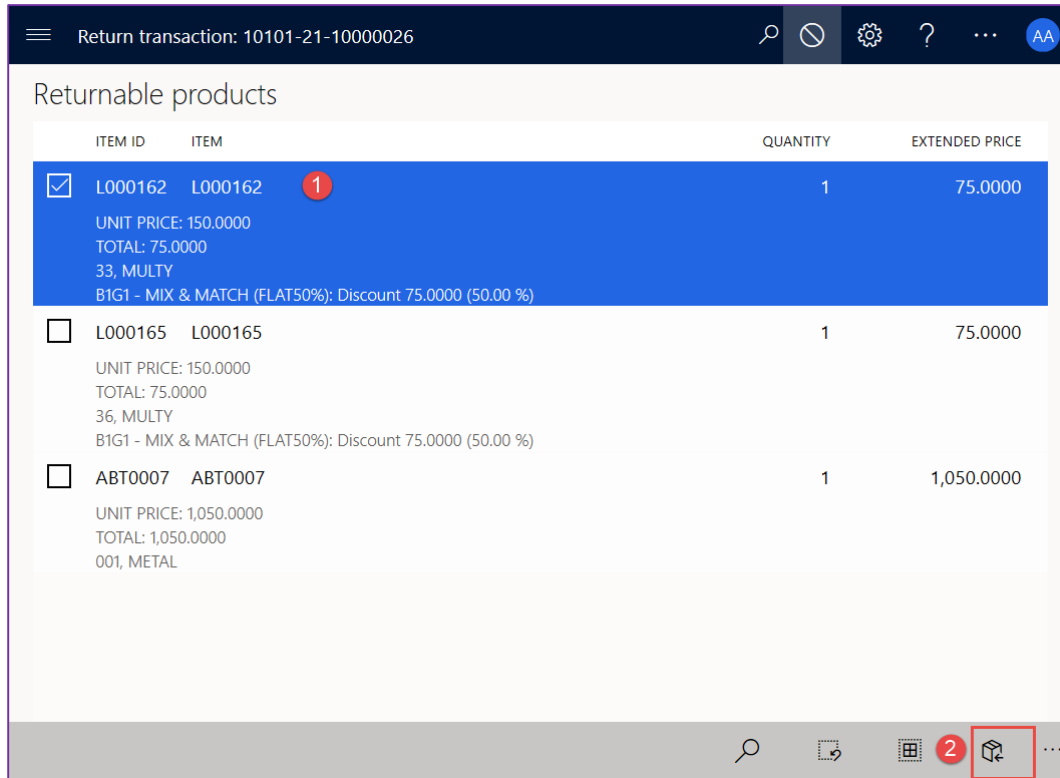 Return transaction: 10101-21-10000026 ? ... AA
Returnable products
ITEM ID ITEM QUANTITY EXTENDED PRICE
L000162 L000162 1 1 75.0000
UNIT PRICE: 150.0000
TOTAL: 75.0000
33, MULTY
B1G1 - MIX & MATCH (FLAT50%): Discount 75.0000 (50.00 %)
L000165 L000165 1 75.0000
UNIT PRICE: 150.0000
TOTAL: 75.0000
36, MULTY
B1G1 - MIX & MATCH (FLAT50%): Discount 75.0000 (50.00 %)
ABT0007 ABT0007 1 1,050.0000
UNIT PRICE: 1,050.0000
TOTAL: 1,050.0000
001, METAL
2